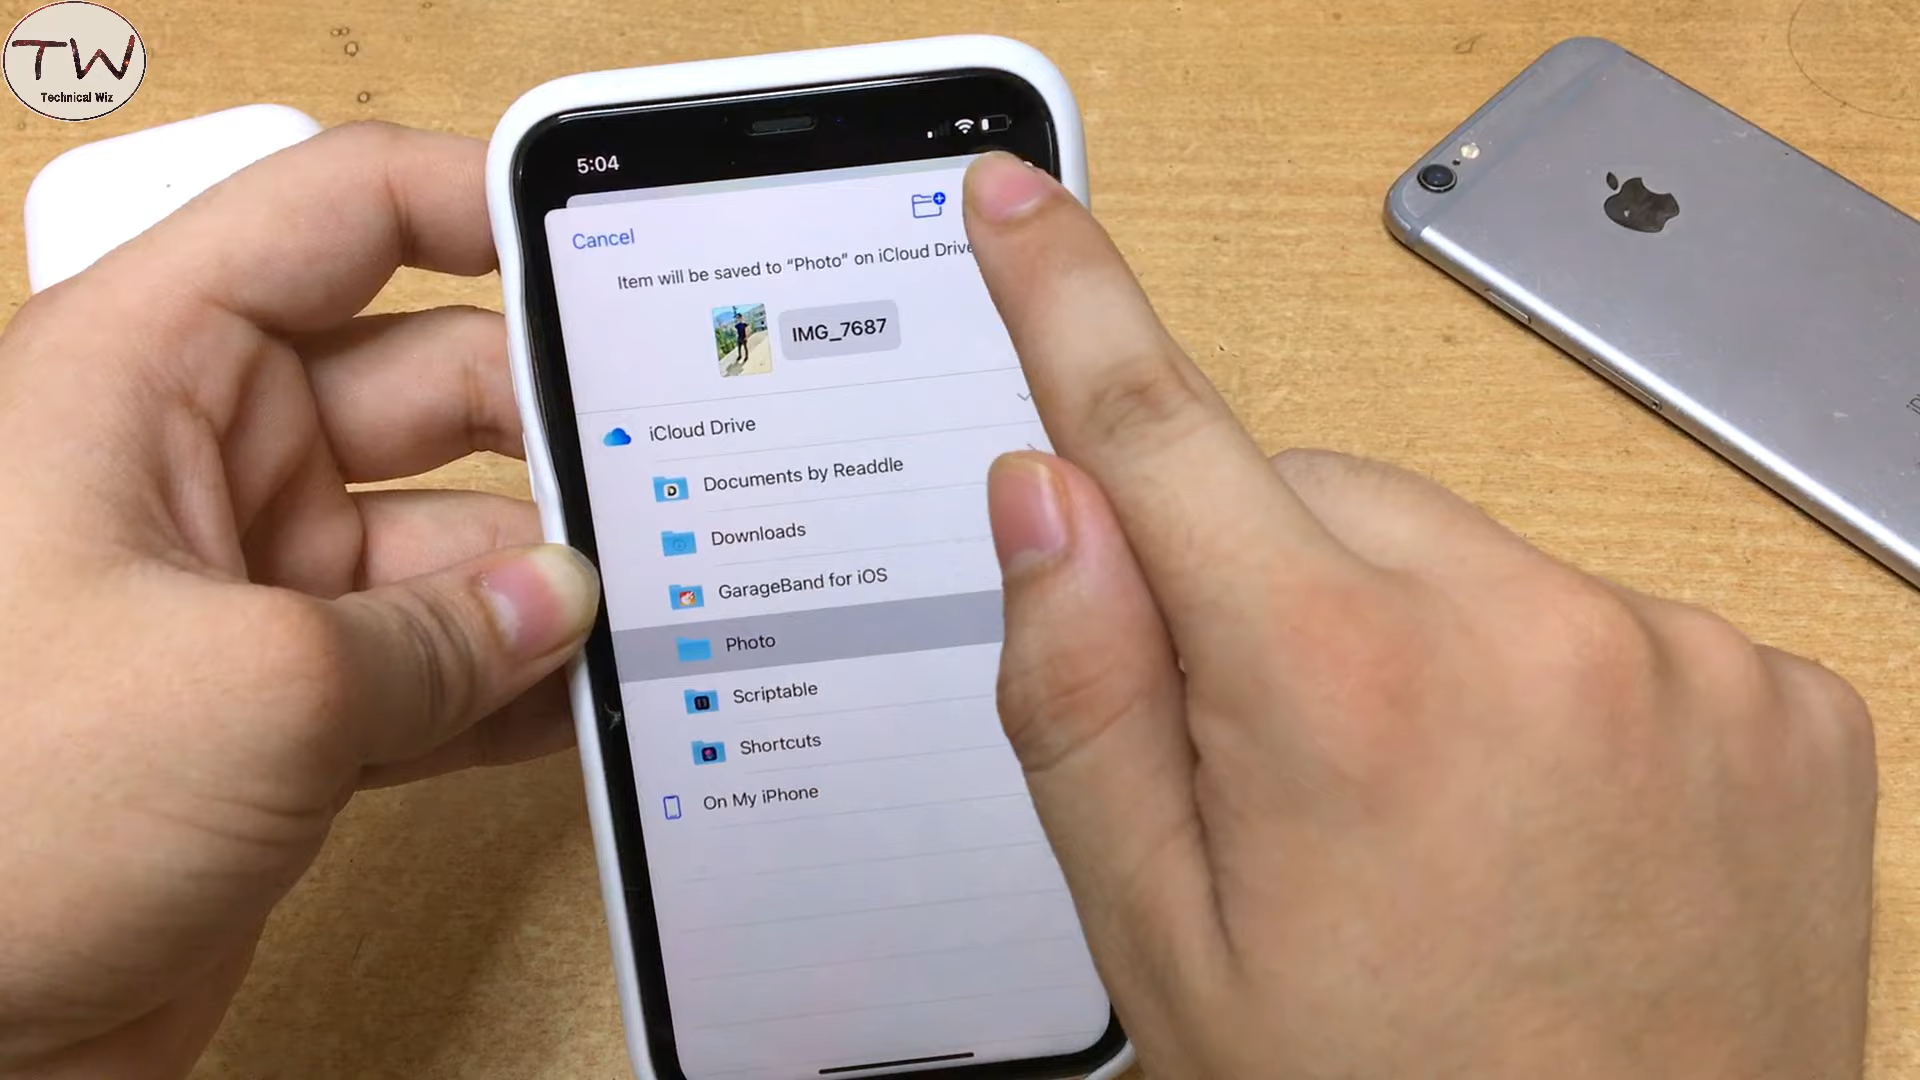 TW
Technical Wiz
5:04
Cancel
Item will be saved to “Photo” on iCloud Drive
IMG_7687
iCloud Drive
Documents by Readdle
Downloads
GarageBand for iOS
Photo
Scriptable
Shortcuts
On My iPhone